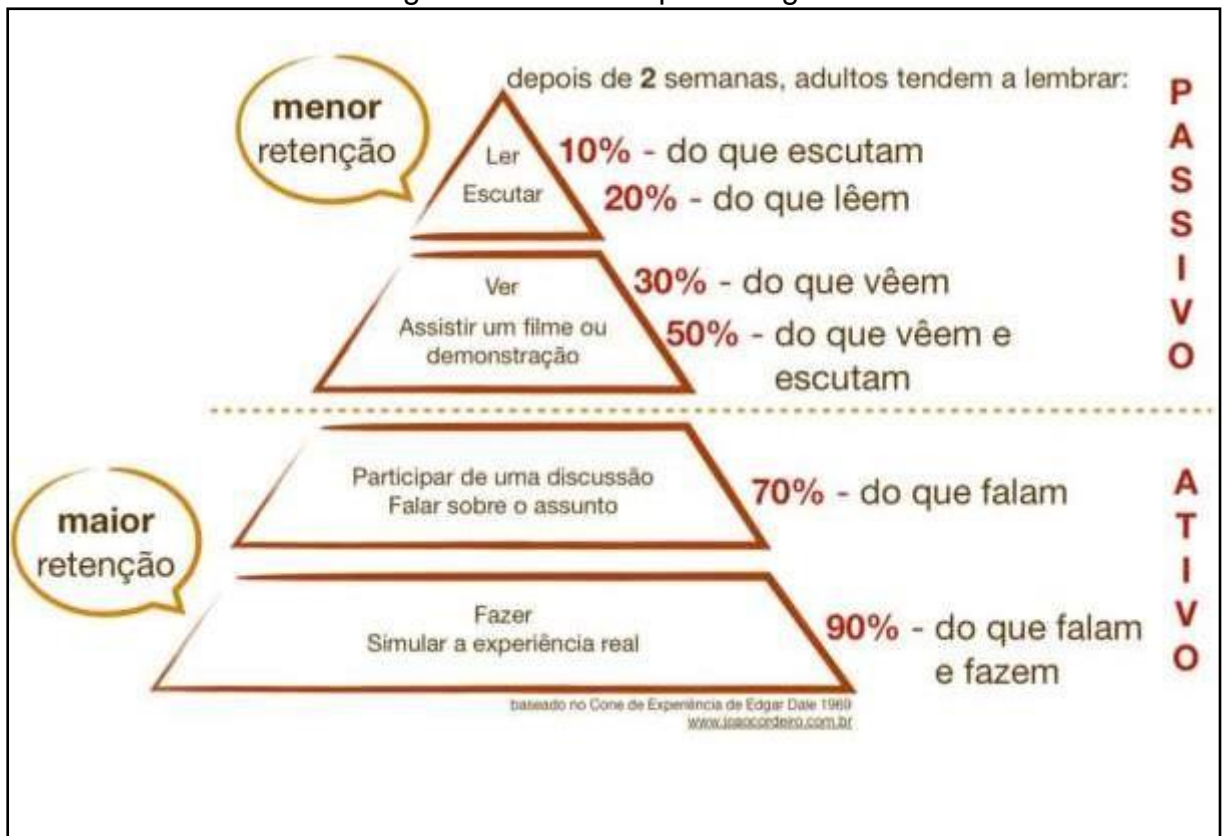 depois de 2 semanas, adultos tendem a lembrar:
menor
retenção
Ler
Escutar
10% - do que escutam
20% - do que lêem
Ver
Assistir um filme ou
demonstração
30% - do que vêem
50% - do que vêem e
escutam
PASSIVO
maior
retenção
Participar de uma discussão
Falar sobre o assunto
70% - do que falam
Fazer
Simular a experiência real
90% - do que falam
e fazem
ATIVO
baseado no Cone de Experiência de Edgar Dale 1969
www.joaocordeiro.com.br